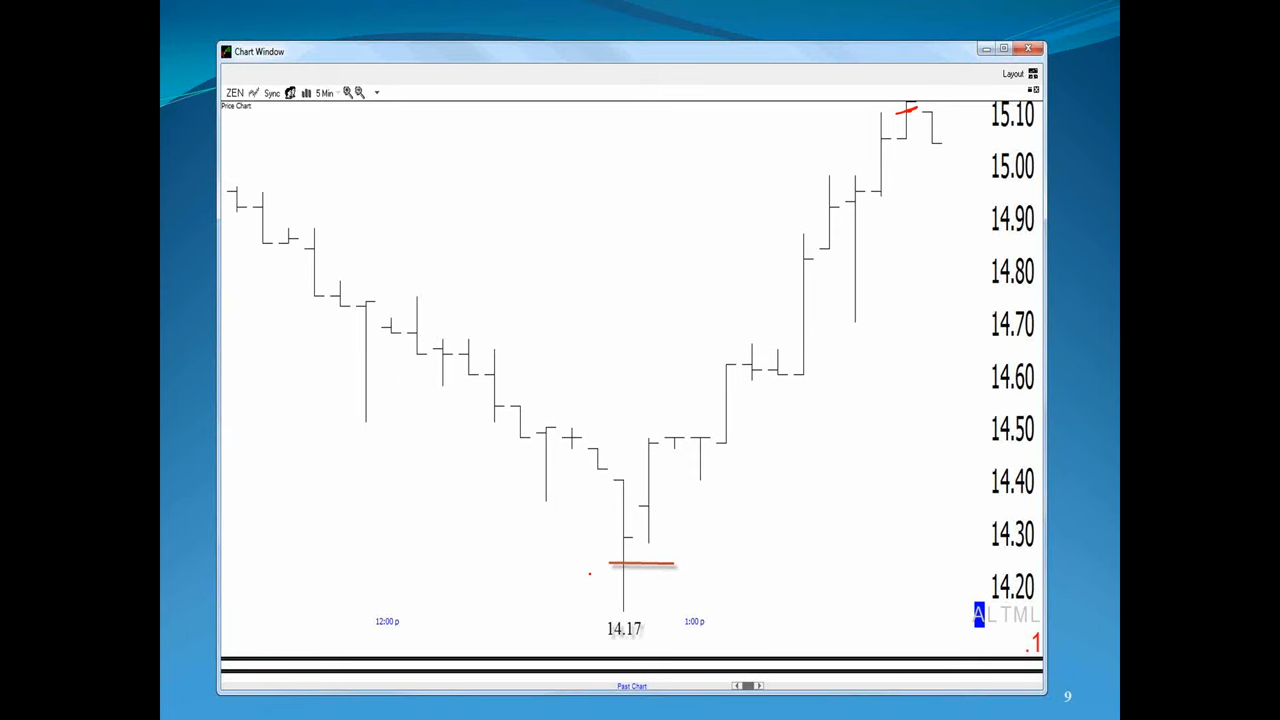 Chart Window
Layout
ZEN Sync 5 Min
Price Chart
15.10
15.00
14.90
14.80
14.70
14.60
14.50
14.40
14.30
14.20
ALTML
12:00 p
14.17
1:00 p
.1
Past Chart
9